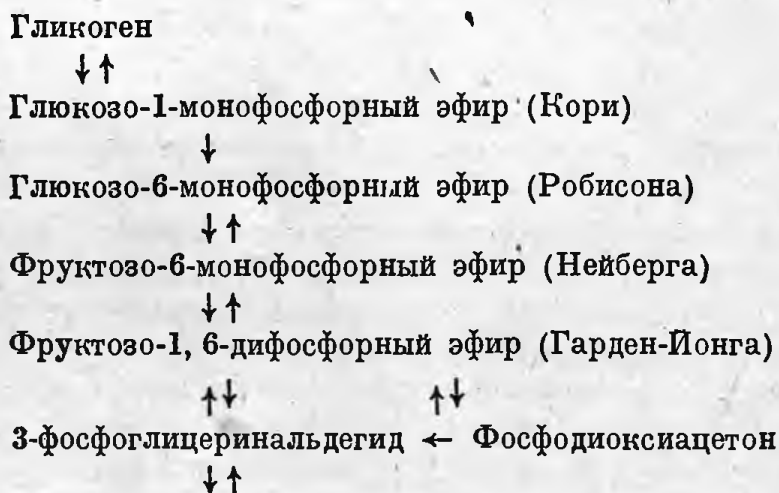 Гликоген
↓↑
Глюкозо-1-монофосфорный эфир (Кори)
↓
Глюкозо-6-монофосфорный эфир (Робисона)
↓↑
Фруктозо-6-монофосфорный эфир (Нейберга)
↓↑
Фруктозо-1, 6-дифосфорный эфир (Гарден-Йонга)
↑↓ ↑↓
3-фосфоглицеринальдегид ← Фосфодиоксиацетон
↓↑